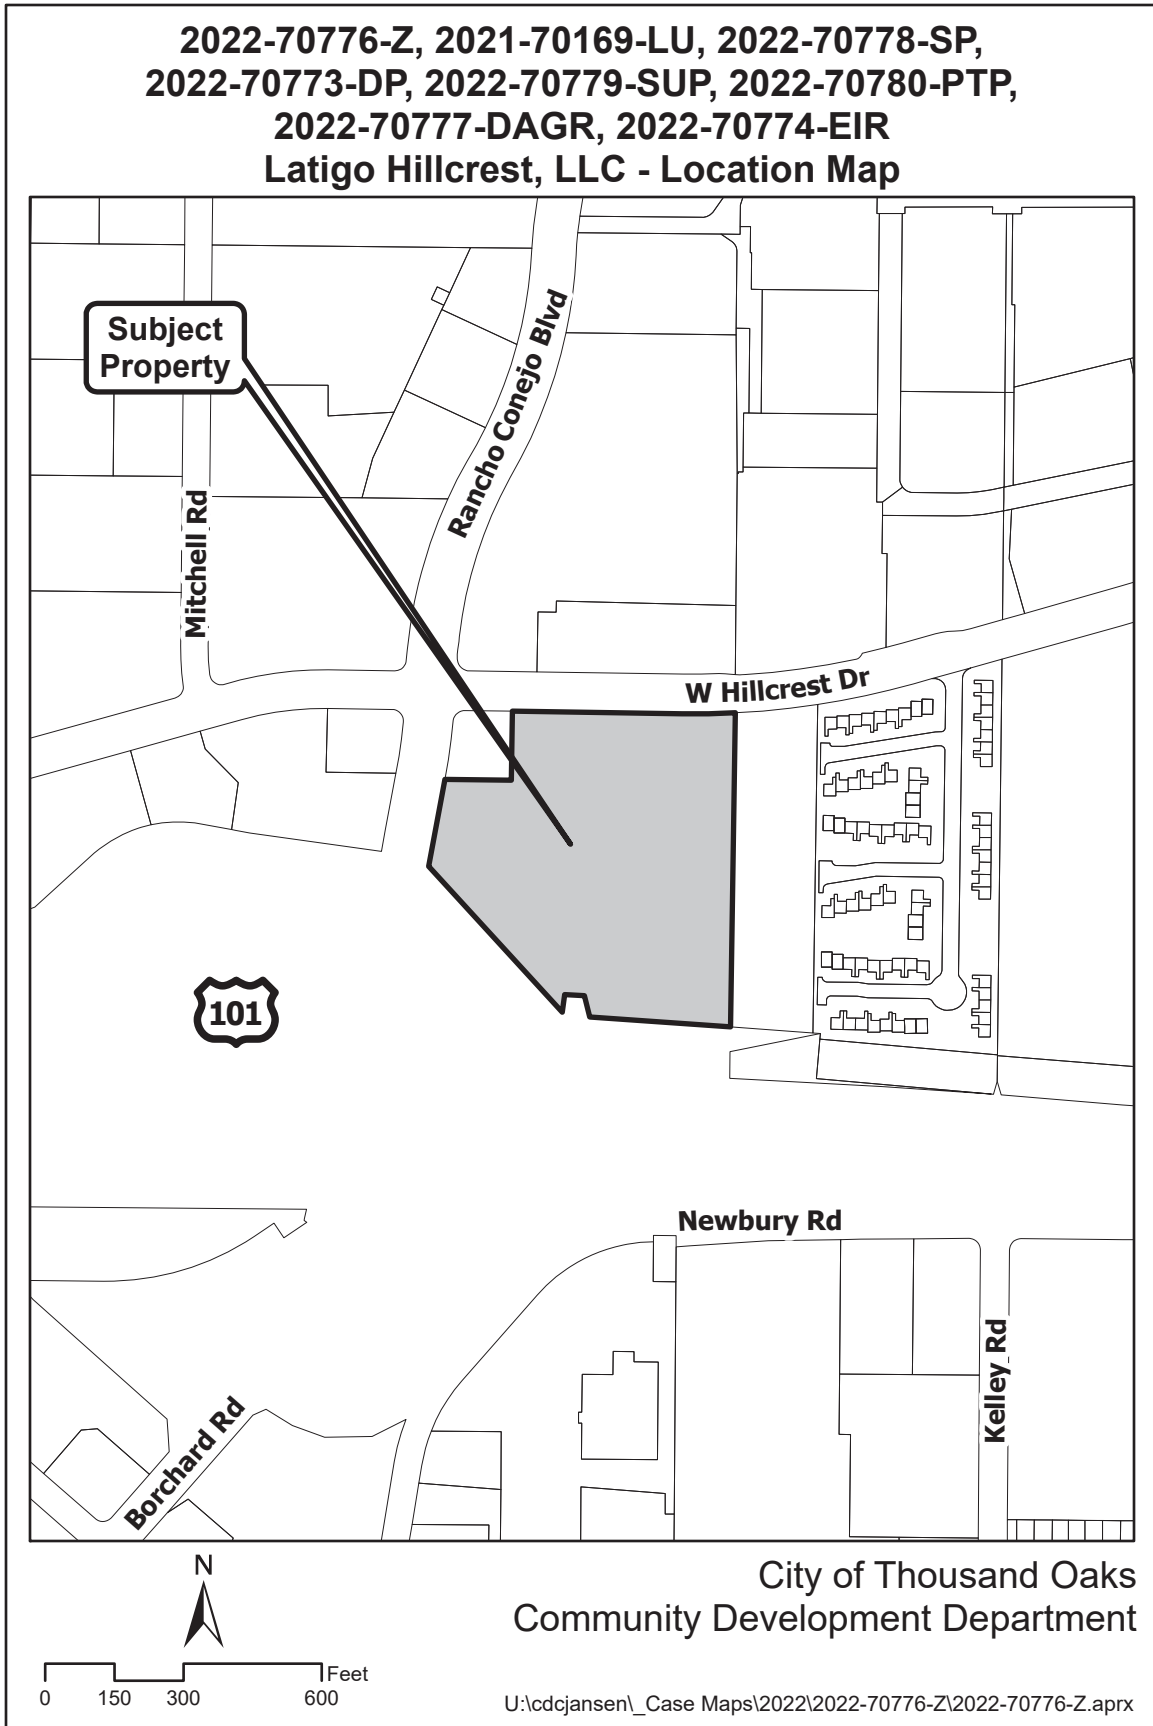 2022-70776-Z, 2021-70169-LU, 2022-70778-SP,
2022-70773-DP, 2022-70779-SUP, 2022-70780-PTP,
2022-70777-DAGR, 2022-70774-EIR
Latigo Hillcrest, LLC - Location Map
Subject
Property
Rancho Conejo Blvd
Mitchell Rd
W Hillcrest Dr
101
Newbury Rd
Kelley Rd
Borchard Rd
N
City of Thousand Oaks
Community Development Department
Feet
0 150 300 600
U:\cdcjansen\_Case Maps\2022\2022-70776-Z\2022-70776-Z.aprx